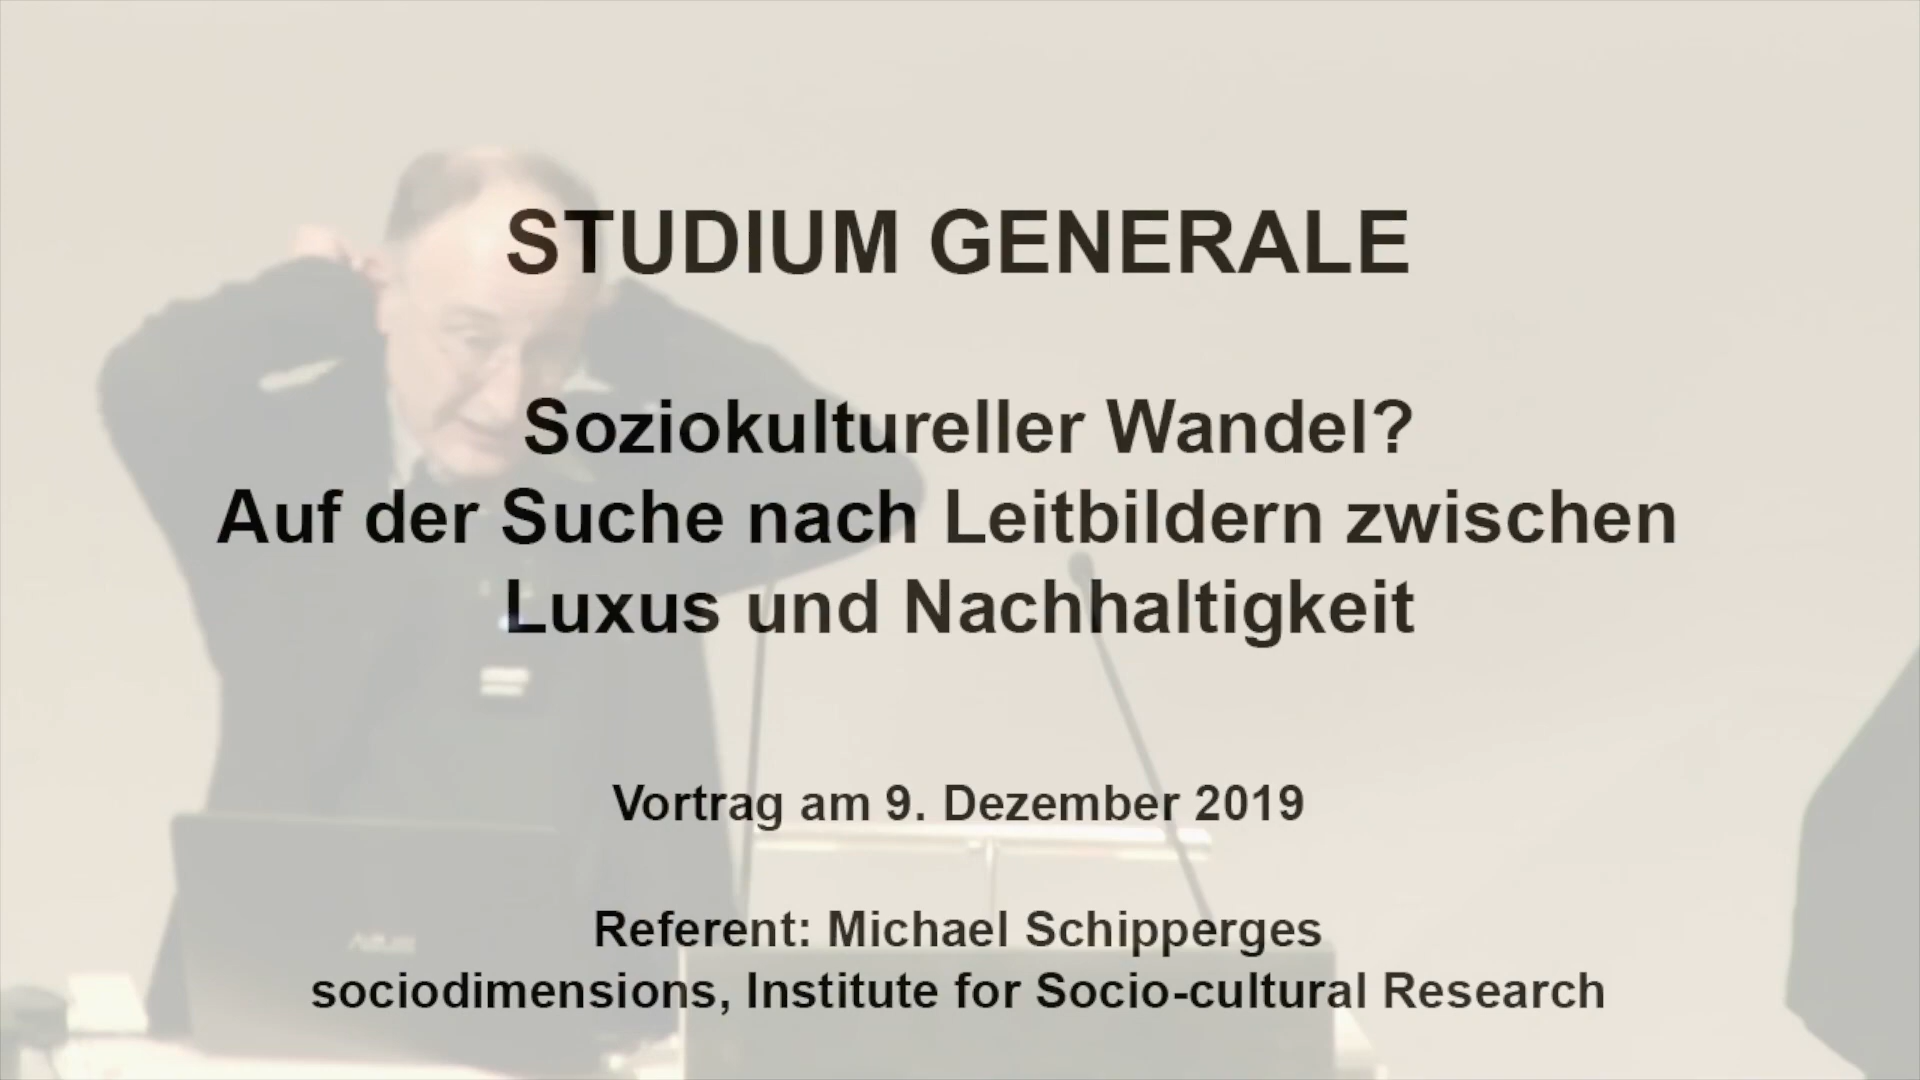 STUDIUM GENERALE
Soziokultureller Wandel?
Auf der Suche nach Leitbildern zwischen
Luxus und Nachhaltigkeit
Vortrag am 9. Dezember 2019
Referent: Michael Schipperges
sociodimensions, Institute for Socio-cultural Research